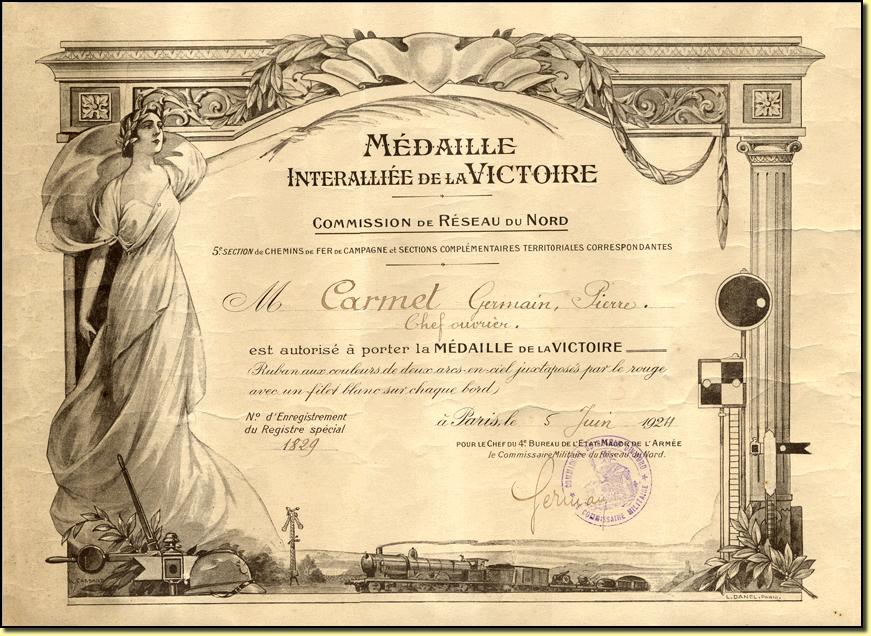 MÉDAILLE
INTERALLIÉE DE LA VICTOIRE
COMMISSION DE RÉSEAU DU NORD
5e SECTION de CHEMINS DE FER DE CAMPAGNE et SECTIONS COMPLÉMENTAIRES TERRITORIALES CORRESPONDANTES
M Carmet Germain, Pierre.
Chef ouvrier.
est autorisé à porter la MÉDAILLE DE LA VICTOIRE
(Ruban aux couleurs de deux arcs-en-ciel juxtaposés par le rouge
avec un filet blanc sur chaque bord)
No d'Enregistrement
du Registre spécial
1829
à Paris, le 5 Juin 1924
POUR LE CHEF DU 4e BUREAU DE L'ÉTAT-MAJOR DE L'ARMÉE
le Commissaire Militaire du Réseau du Nord.
COMMISSAIRE MILITAIRE
L. DANEL. PARIS.